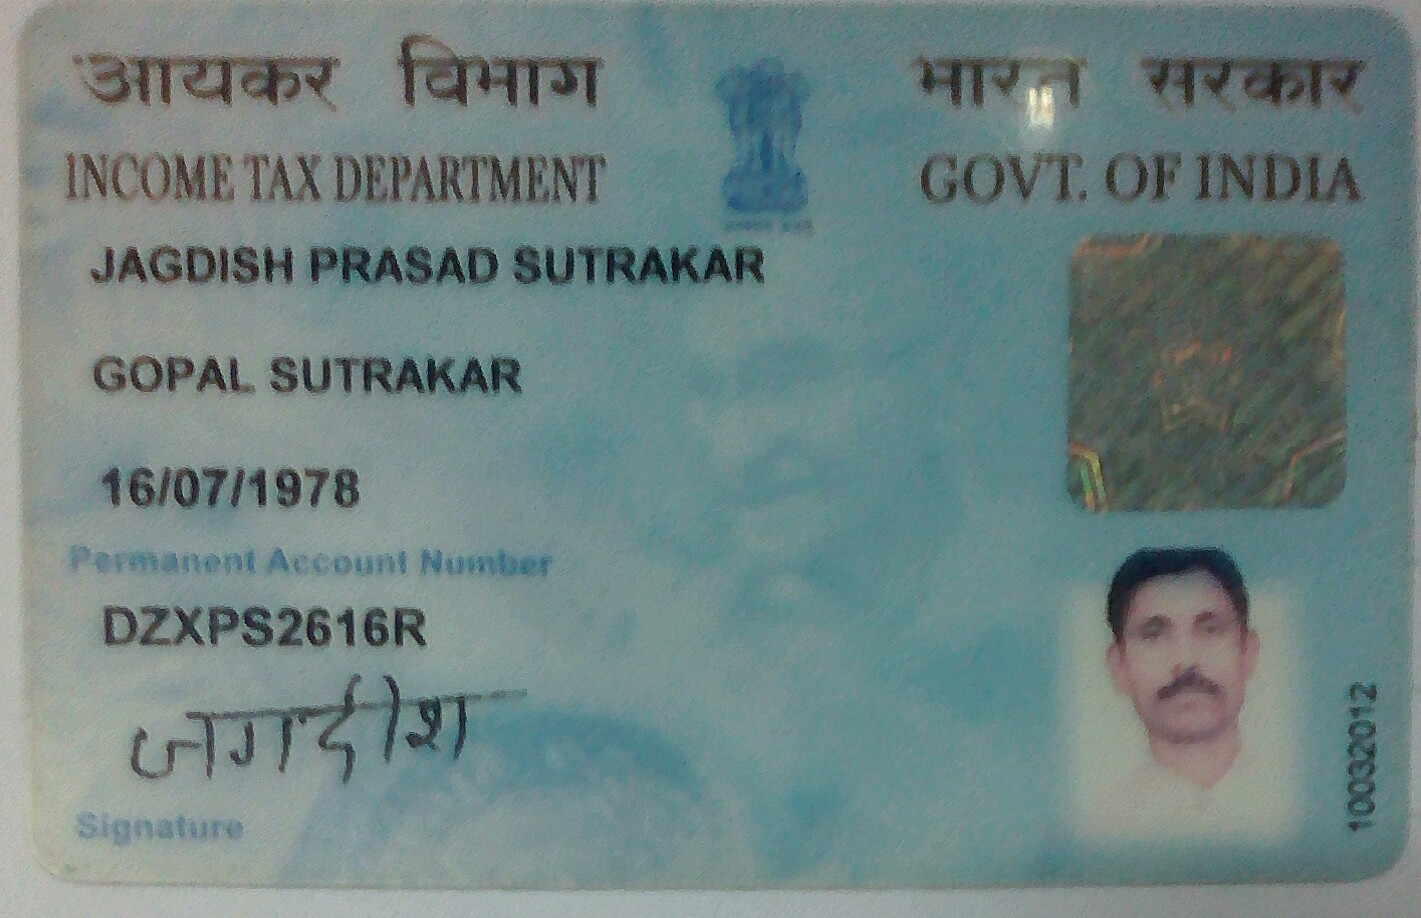 आयकर विभाग
भारत सरकार
INCOME TAX DEPARTMENT
GOVT. OF INDIA
JAGDISH PRASAD SUTRAKAR
GOPAL SUTRAKAR
16/07/1978
Permanent Account Number
DZXPS2616R
जगदीश
Signature
10032012